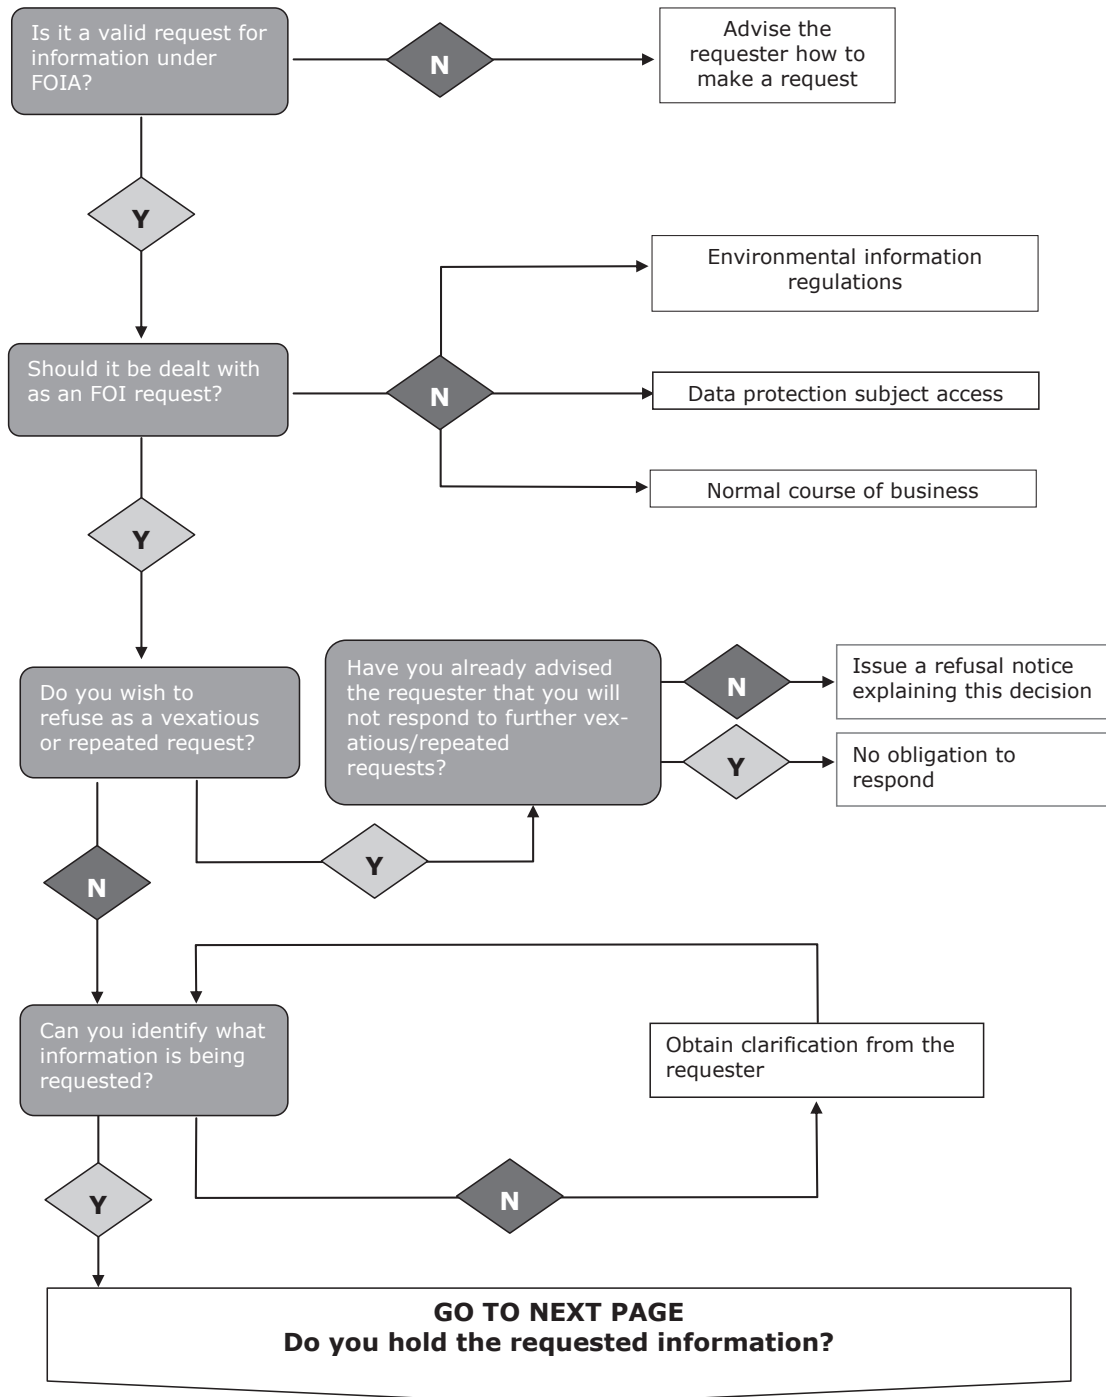 Is it a valid request for
information under
FOIA?
N
Advise the
requester how to
make a request
Y
Environmental information
regulations
Should it be dealt with
as an FOI request?
N
Data protection subject access
Normal course of business
Y
Do you wish to
refuse as a vexatious
or repeated request?
Have you already advised
the requester that you will
not respond to further vex-
atious/repeated
requests?
N
Issue a refusal notice
explaining this decision
Y
No obligation to
respond
Y
N
Can you identify what
information is being
requested?
Obtain clarification from the
requester
Y
N
GO TO NEXT PAGE
Do you hold the requested information?